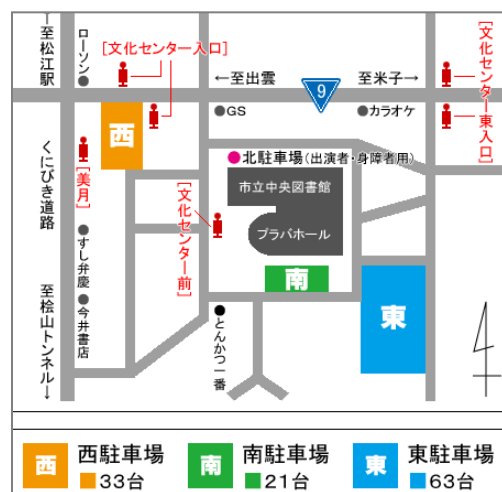 ←至松江駅
ローソン
[文化センター入口]
←至出雲
9
至米子→
[文化センター東入口]
西
GS
カラオケ
くにびき道路
[美月]
北駐車場(出演者・身障者用)
市立中央図書館
プラバホール
[文化センター前]
すし弁慶
今井書店
南
東
至桧山トンネル→
とんかつ一番
西
西駐車場
33台
南
南駐車場
21台
東
東駐車場
63台